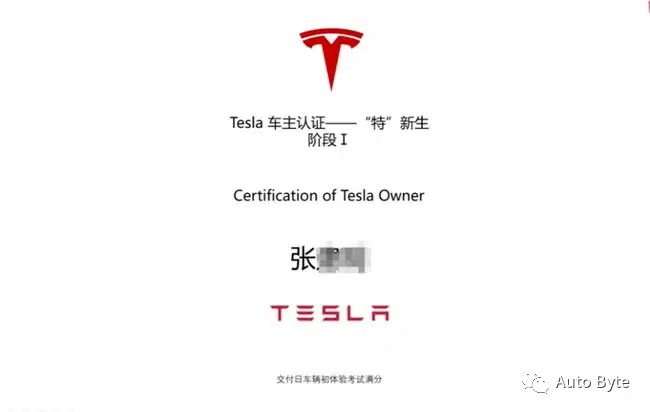 Tesla 车主认证——“特”新生
阶段 I
Certification of Tesla Owner
张
TESLA
交付日车辆初体验考试满分
Auto Byte